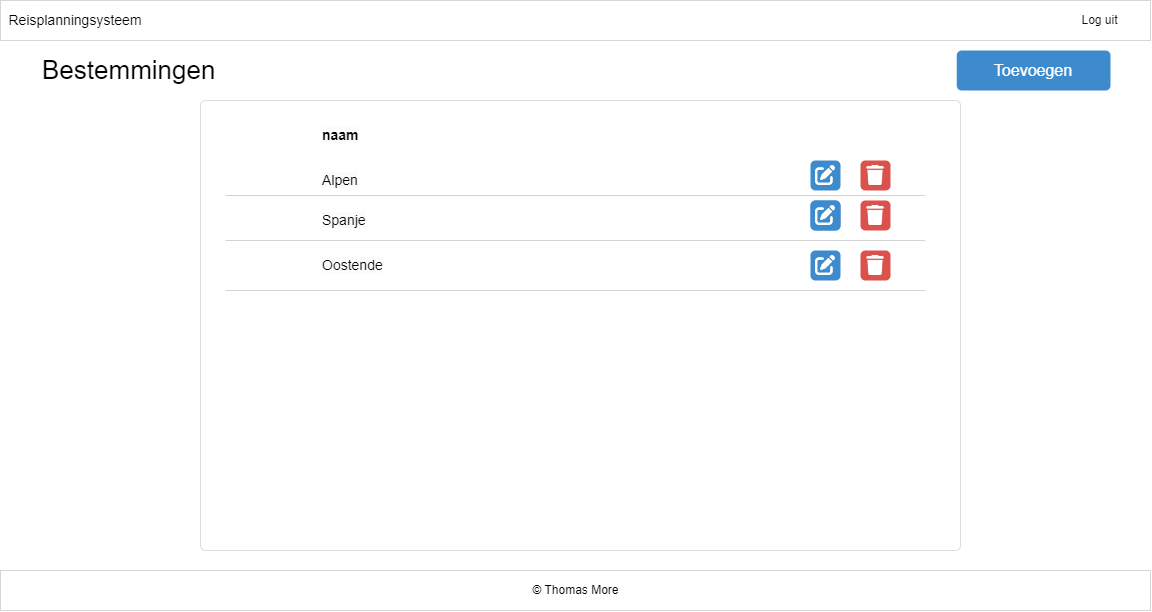 Reisplanningsysteem
Log uit
Bestemmingen
Toevoegen
naam
Alpen
Spanje
Oostende
© Thomas More